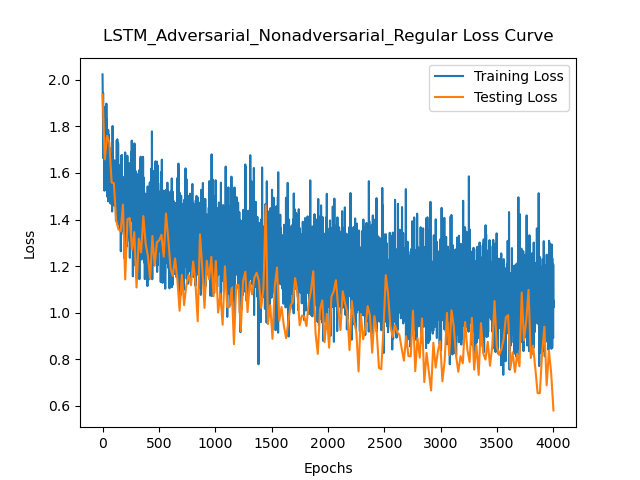 LSTM_Adversarial_Nonadversarial_Regular Loss Curve
Training Loss
Testing Loss
Loss
2.0
1.8
1.6
1.4
1.2
1.0
0.8
0.6
0 500 1000 1500 2000 2500 3000 3500 4000
Epochs